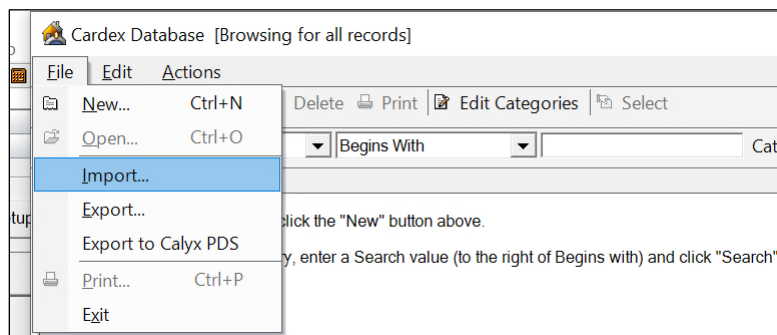 Cardex Database [Browsing for all records]
File Edit Actions
New... Ctrl+N Delete Print Edit Categories Select
Open... Ctrl+O Begins With Cat
Import...
Export... click the "New" button above.
Export to Calyx PDS y, enter a Search value (to the right of Begins with) and click "Search"
Print... Ctrl+P
Exit